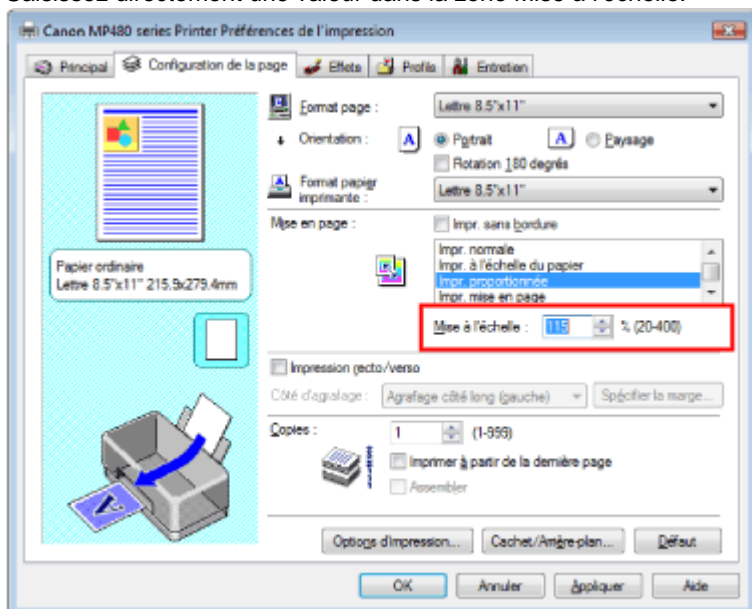 Saisissez directement une valeur dans la zone Mise à l'échelle.
Canon MP480 series Printer Préférences de l'impression
Principal Configuration de la page Effets Profils Entretien
Format page : Lettre 8.5"x11"
Orientation : A Portrait A Paysage
Rotation 180 degrés
Format papier imprimante : Lettre 8.5"x11"
Mise en page : Impr. sans bordure
Impr. normale
Impr. à l'échelle du papier
Impr. proportionnée
Impr. mise en page
Papier ordinaire
Lettre 8.5"x11" 215.9x279.4mm
Mise à l'échelle : 115 % (20-400)
Impression recto/verso
Côté d'agrafage : Agrafage côté long (gauche) Spécifier la marge...
Copies : 1 (1-999)
Imprimer à partir de la dernière page
Assembler
Options d'impression... Cachet/Arrière-plan... Défaut
OK Annuler Appliquer Aide